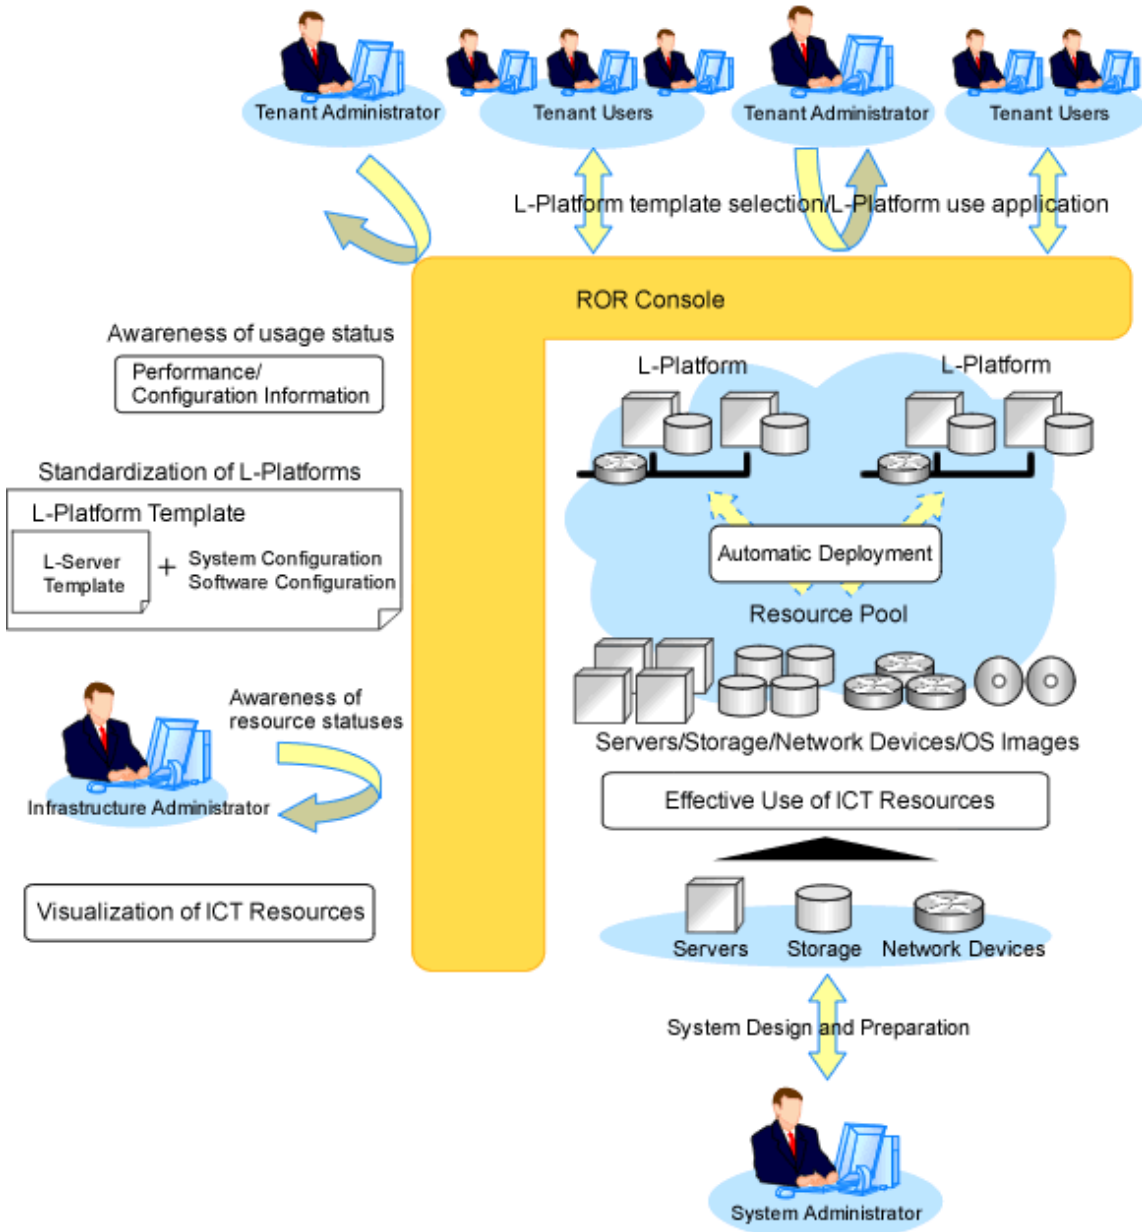 Tenant Administrator
Tenant Users
Tenant Administrator
Tenant Users
L-Platform template selection/L-Platform use application
ROR Console
Awareness of usage status
Performance/
Configuration Information
L-Platform
L-Platform
Standardization of L-Platforms
L-Platform Template
L-Server
Template
+
System Configuration
Software Configuration
Automatic Deployment
Resource Pool
Awareness of
resource statuses
Servers/Storage/Network Devices/OS Images
Infrastructure Administrator
Effective Use of ICT Resources
Visualization of ICT Resources
Servers
Storage
Network Devices
System Design and Preparation
System Administrator